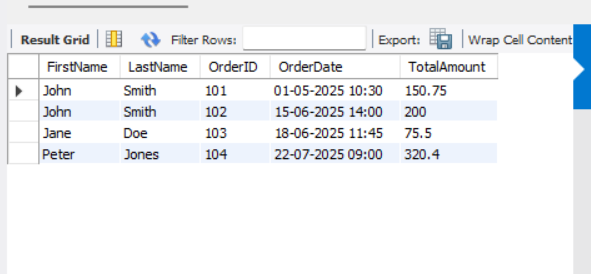 Result Grid Filter Rows: Export: Wrap Cell Content
FirstName LastName OrderID OrderDate TotalAmount
John Smith 101 01-05-2025 10:30 150.75
John Smith 102 15-06-2025 14:00 200
Jane Doe 103 18-06-2025 11:45 75.5
Peter Jones 104 22-07-2025 09:00 320.4